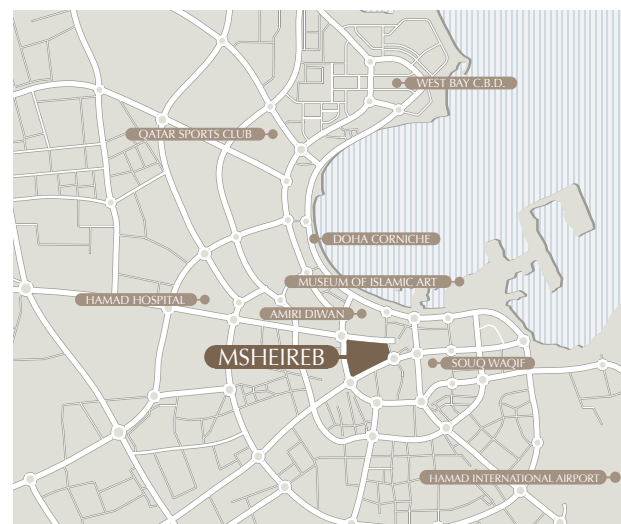 WEST BAY C.B.D.
QATAR SPORTS CLUB
DOHA CORNICHE
MUSEUM OF ISLAMIC ART
HAMAD HOSPITAL
AMIRI DIWAN
MSHEIREB
SOUQ WAQIF
HAMAD INTERNATIONAL AIRPORT